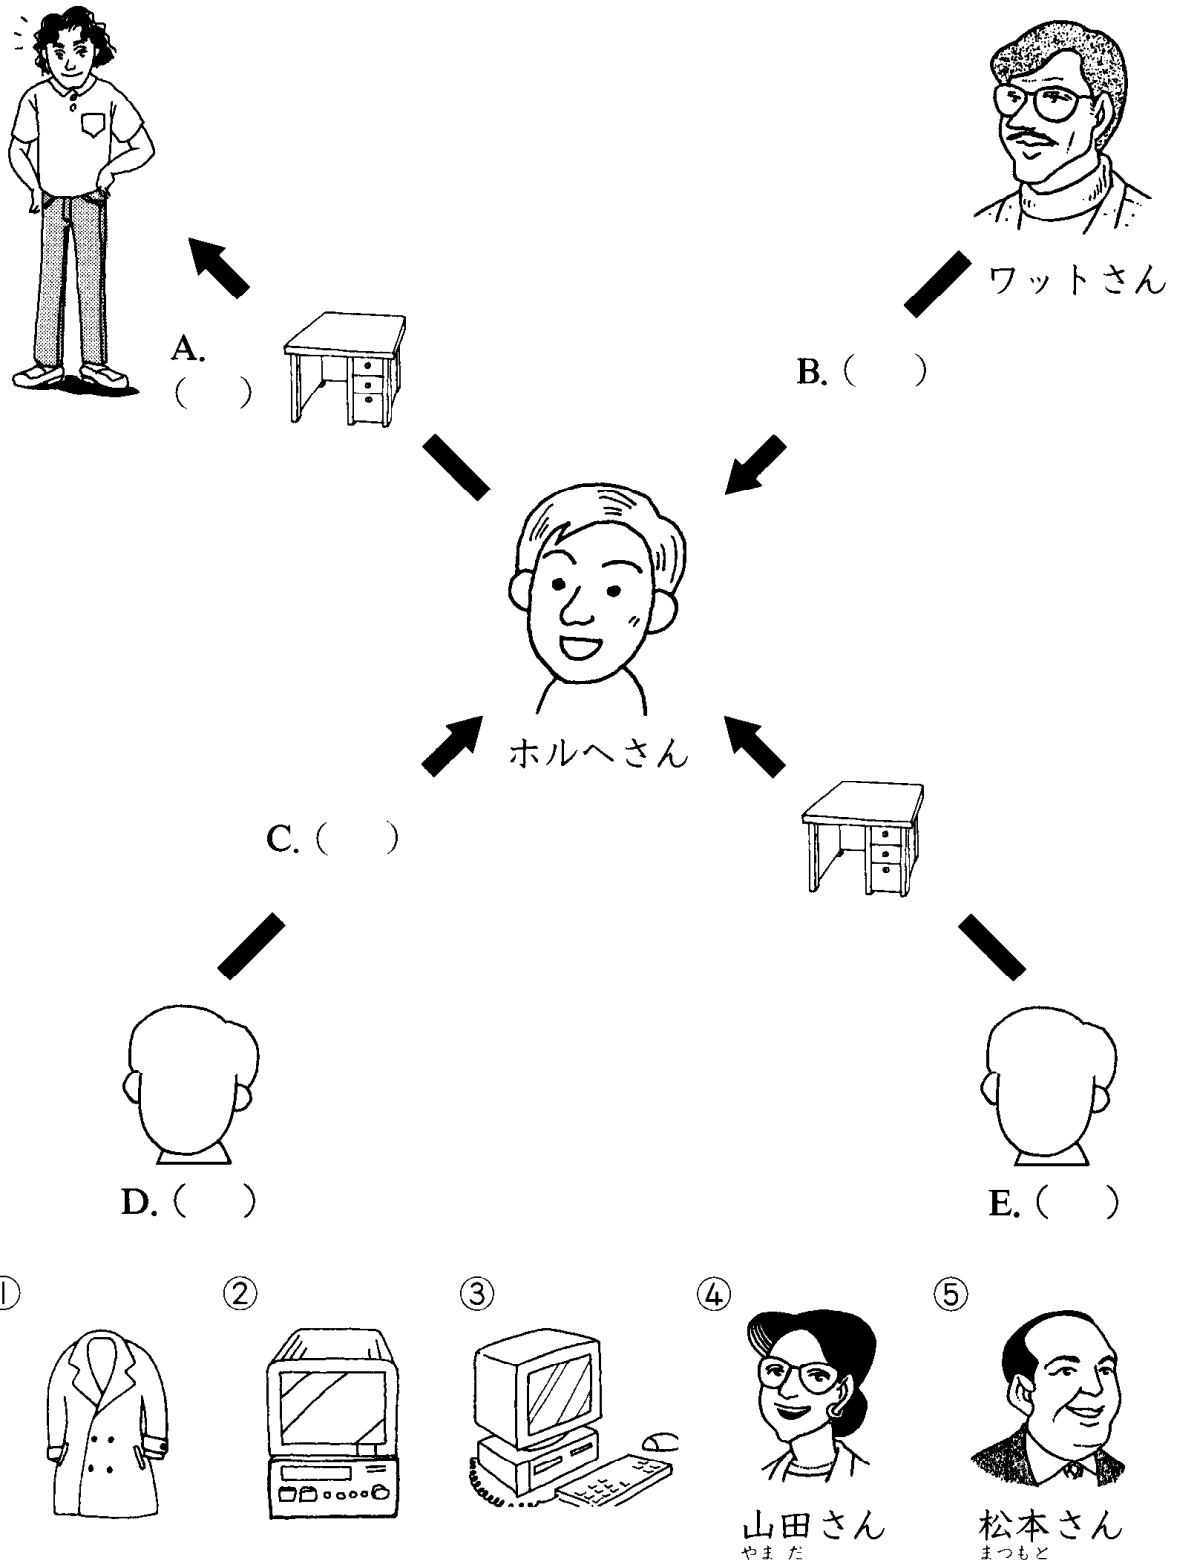 ワットさん
A.
(  )
B. (  )
ホルヘさん
C. (  )
D. (  )
E. (  )
① ② ③ ④ ⑤
山田さん 松本さん
やま だ まつもと